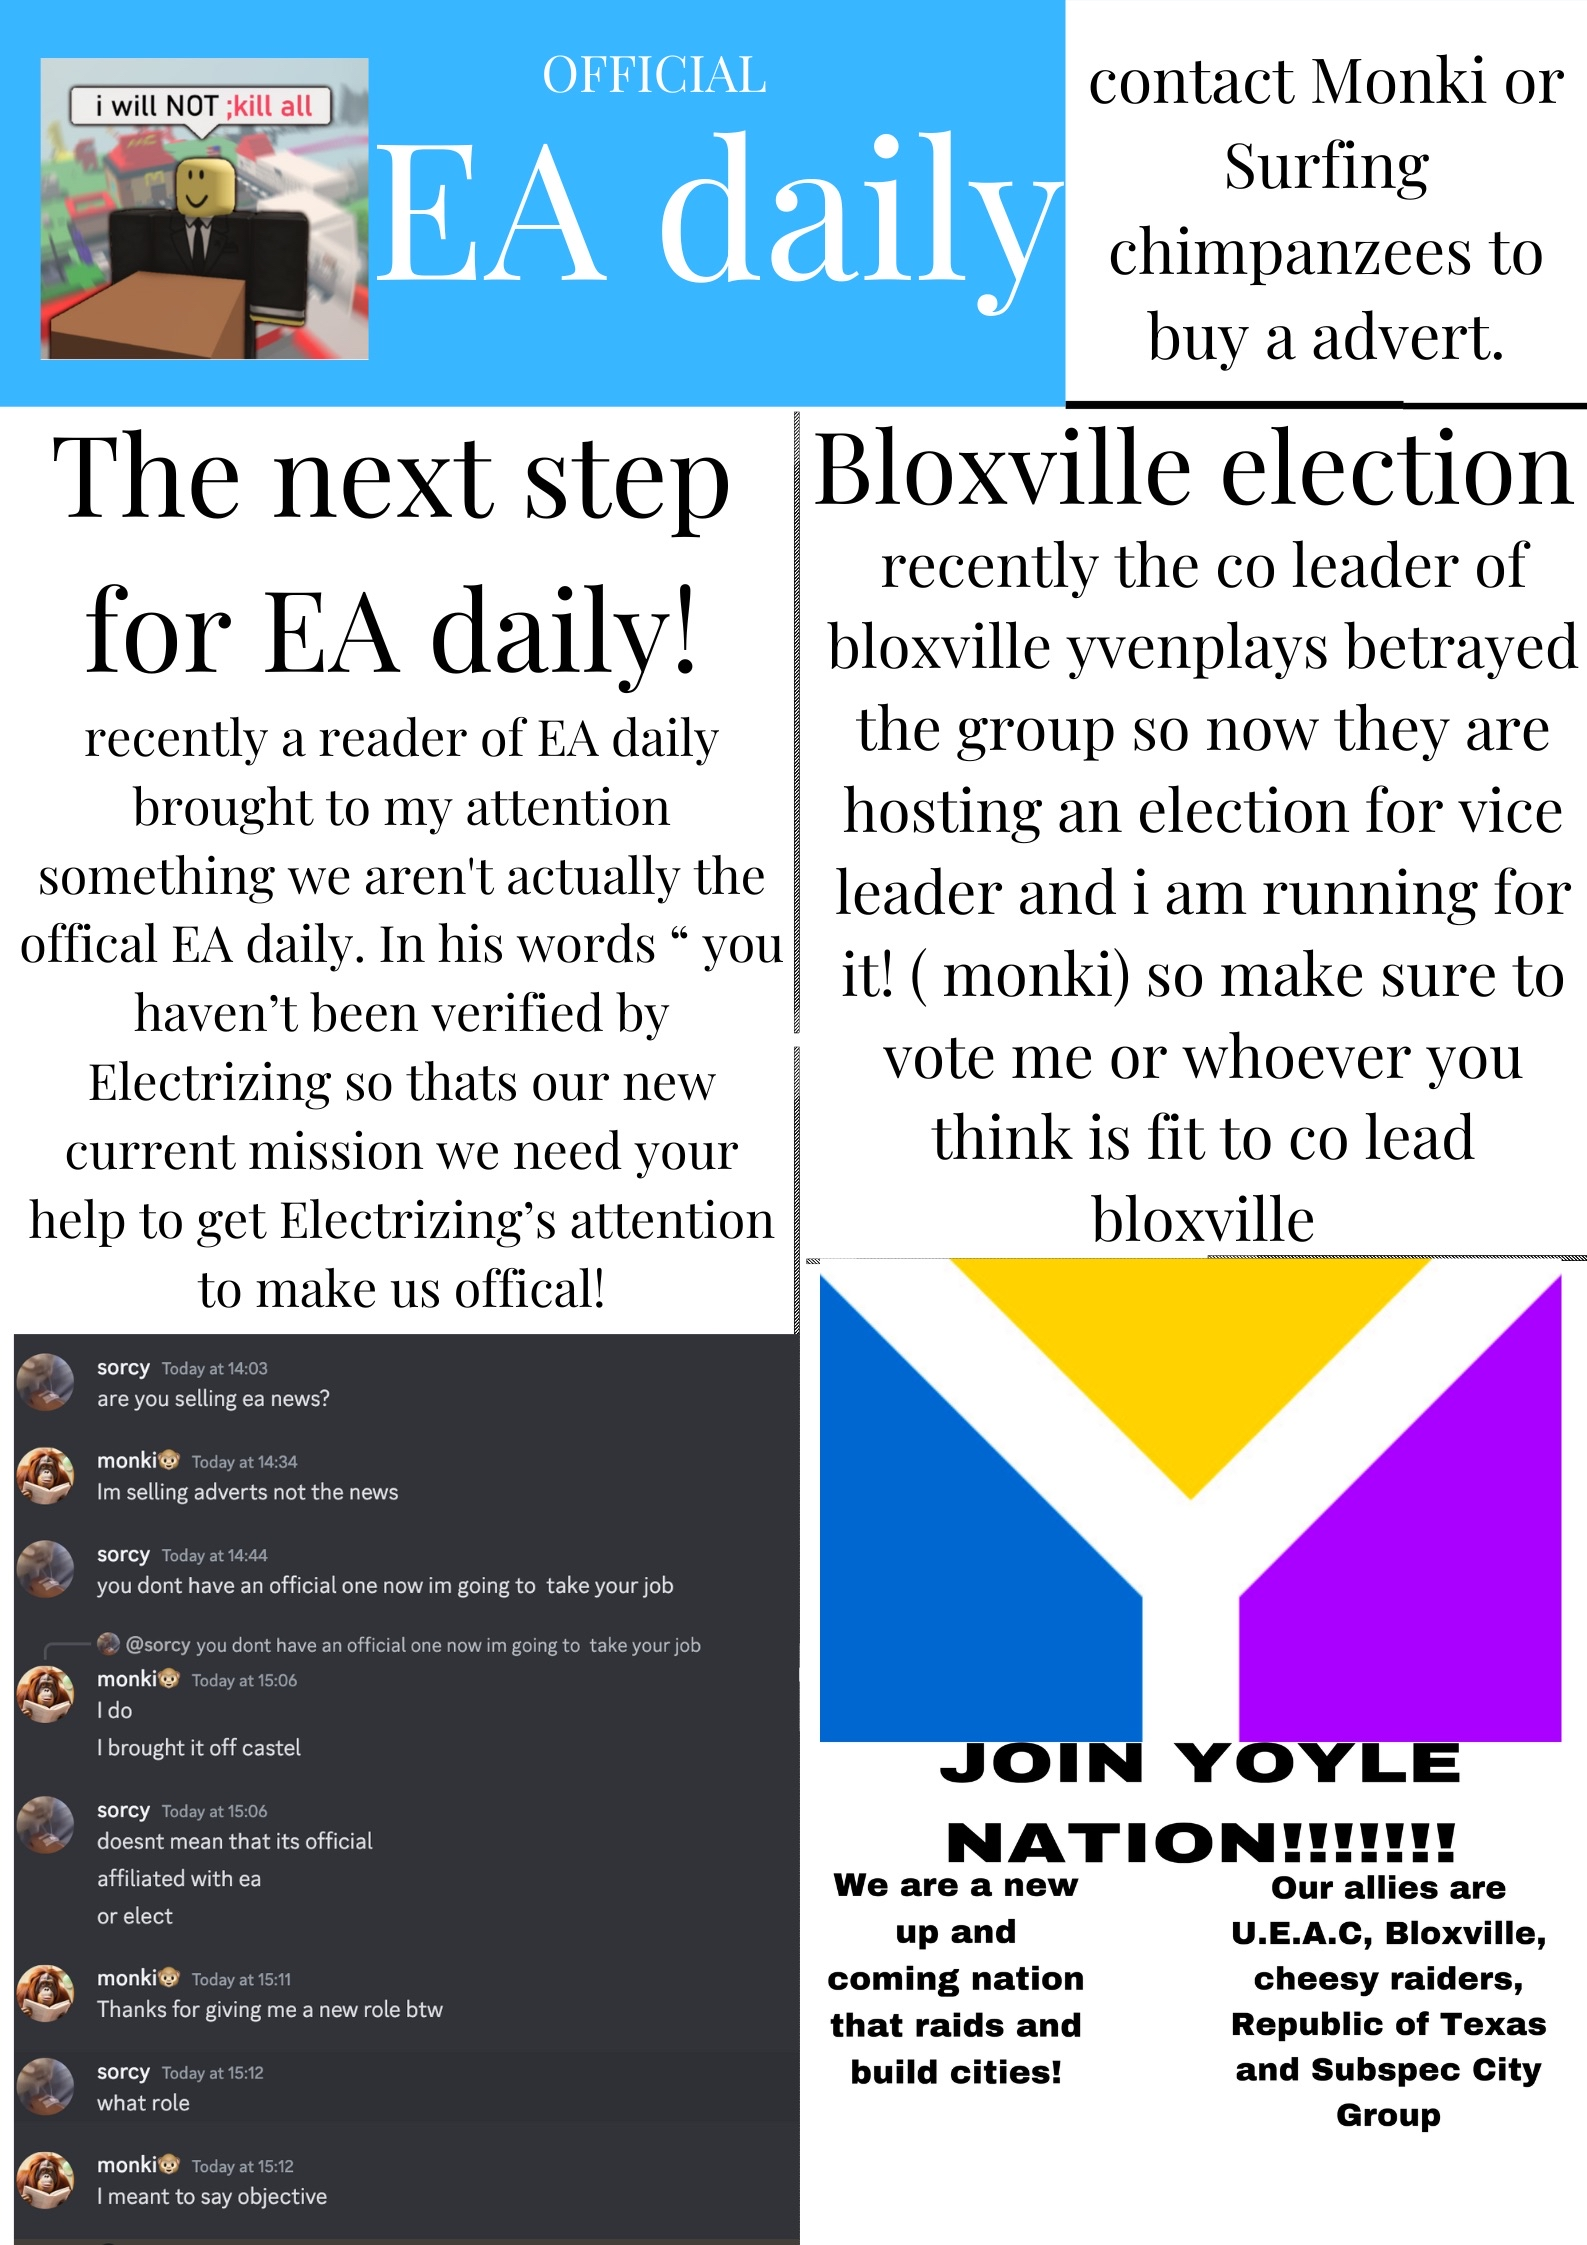 i will NOT ;kill all
OFFICIAL
EA daily
contact Monki or
Surfing
chimpanzees to
buy a advert.
The next step
for EA daily!
recently a reader of EA daily
brought to my attention
something we aren't actually the
offical EA daily. In his words “ you
haven’t been verified by
Electrizing so thats our new
current mission we need your
help to get Electrizing’s attention
to make us offical!
sorcy Today at 14:03
are you selling ea news?
monki🐵 Today at 14:34
Im selling adverts not the news
sorcy Today at 14:44
you dont have an official one now im going to take your job
@sorcy you dont have an official one now im going to take your job
monki🐵 Today at 15:06
I do
I brought it off castel
sorcy Today at 15:06
doesnt mean that its official
affiliated with ea
or elect
monki🐵 Today at 15:11
Thanks for giving me a new role btw
sorcy Today at 15:12
what role
monki🐵 Today at 15:12
I meant to say objective
Bloxville election
recently the co leader of
bloxville yvenplays betrayed
the group so now they are
hosting an election for vice
leader and i am running for
it! ( monki) so make sure to
vote me or whoever you
think is fit to co lead
bloxville
JOIN YOYLE
NATION!!!!!!!
We are a new
up and
coming nation
that raids and
build cities!
Our allies are
U.E.A.C, Bloxville,
cheesy raiders,
Republic of Texas
and Subspec City
Group